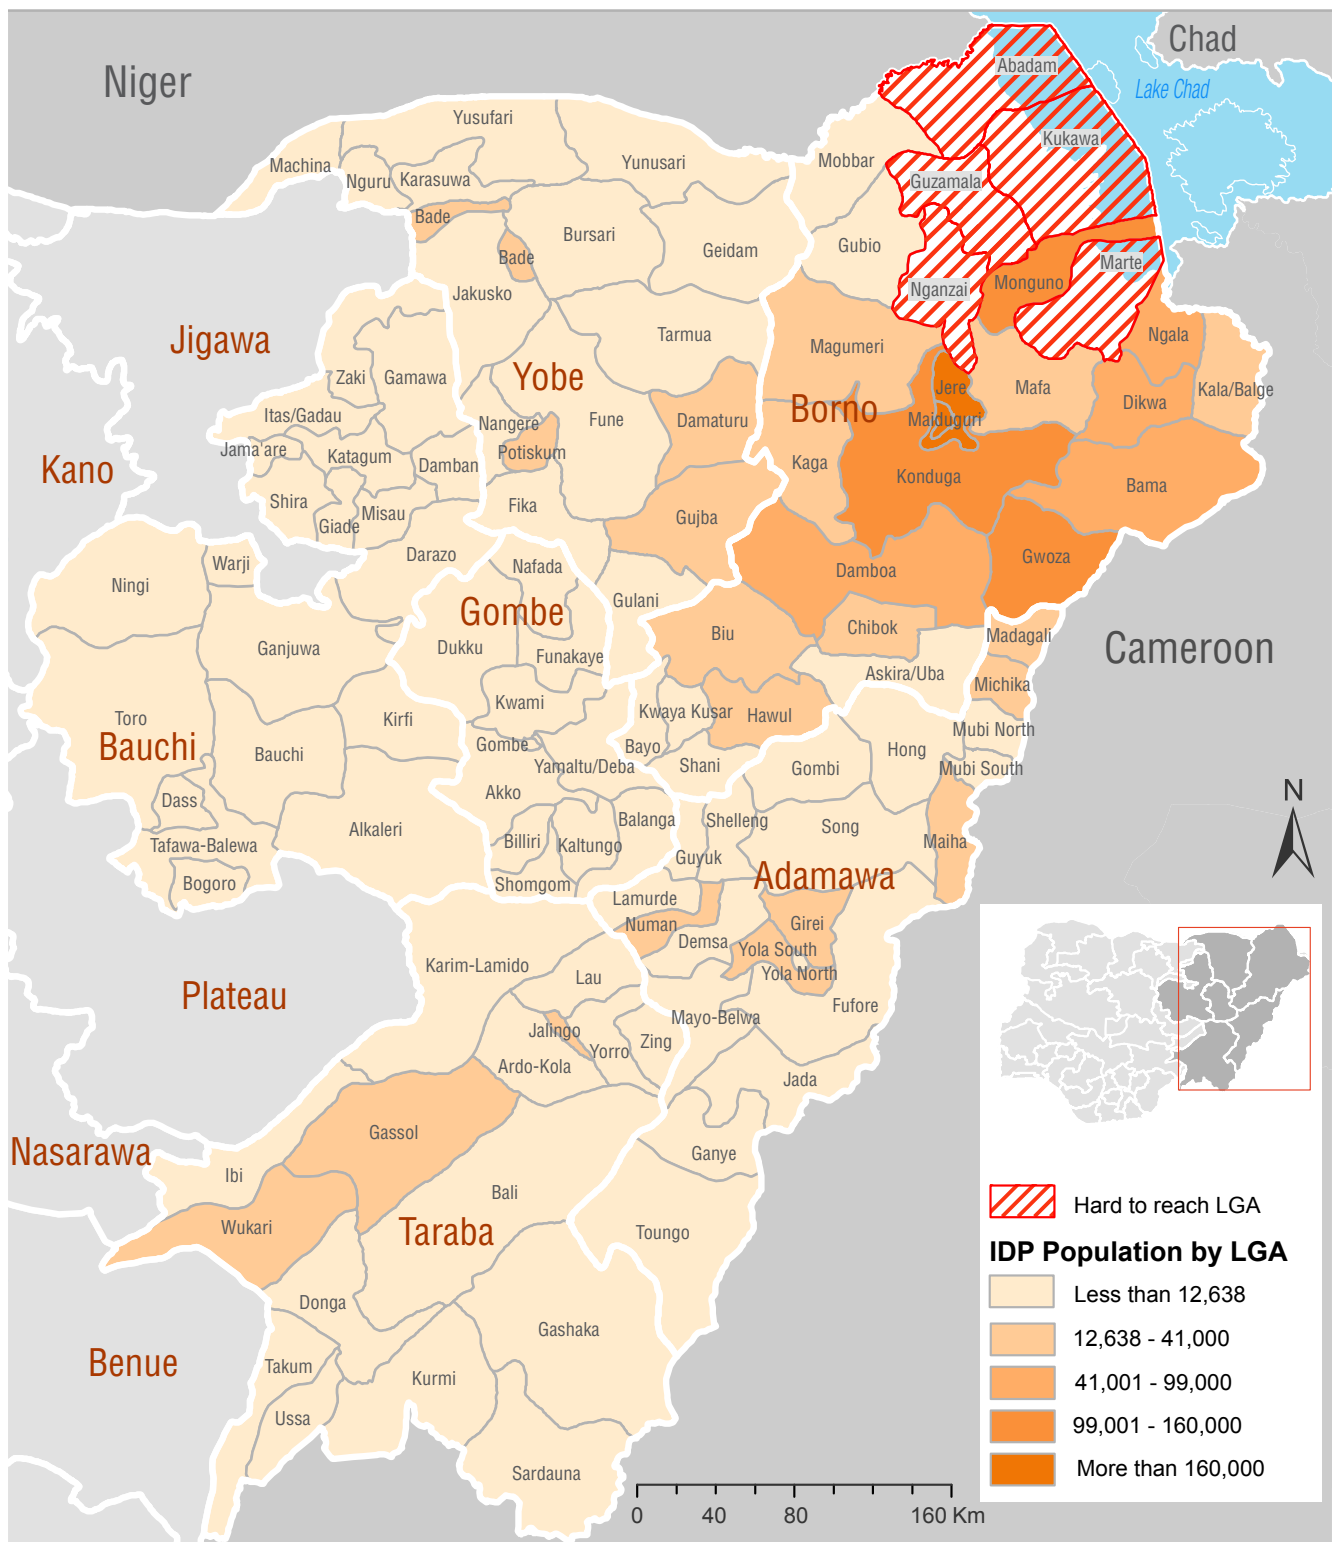 Chad
Niger
Abadam
Lake Chad
Yusufari
Kukawa
Machina
Yunusari
Mobbar
Nguru
Karasuwa
Guzamala
Bade
Bursari
Geidam
Gubio
Bade
Marte
Jakusko
Nganzai
Monguno
Jigawa
Tarmua
Magumeri
Ngala
Yobe
Zaki
Gamawa
Jere
Mafa
Kala/Balge
Itas/Gadau
Nangere
Fune
Damaturu
Borno
Maiduguri
Dikwa
Jama'are
Katagum
Damban
Potiskum
Kano
Kaga
Konduga
Bama
Shira
Giade
Misau
Fika
Gujba
Darazo
Warji
Nafada
Damboa
Gwoza
Ningi
Gombe
Gulani
Ganjuwa
Dukku
Funakaye
Biu
Chibok
Madagali
Cameroon
Askira/Uba
Michika
Kwami
Toro
Kirfi
Kwaya Kusar
Hawul
Mubi North
Bauchi
Bauchi
Gombe
Bayo
Hong
Yamaltu/Deba
Shani
Gombi
Mubi South
Dass
Akko
N
Alkaleri
Balanga
Shelleng
Song
Tafawa-Balewa
Billiri
Kaltungo
Guyuk
Maiha
Bogoro
Shomgom
Adamawa
Lamurde
Numan
Girei
Demsa
Yola South
Karim-Lamido
Lau
Yola North
Plateau
Fufore
Mayo-Belwa
Jalingo
Yorro
Zing
Ardo-Kola
Jada
Gassol
Nasarawa
Ganye
Ibi
Bali
Wukari
Taraba
Toungo
Hard to reach LGA
IDP Population by LGA
Donga
Less than 12,638
Gashaka
12,638 - 41,000
Benue
Takum
Kurmi
41,001 - 99,000
Ussa
99,001 - 160,000
Sardauna
More than 160,000
0 40 80 160 Km